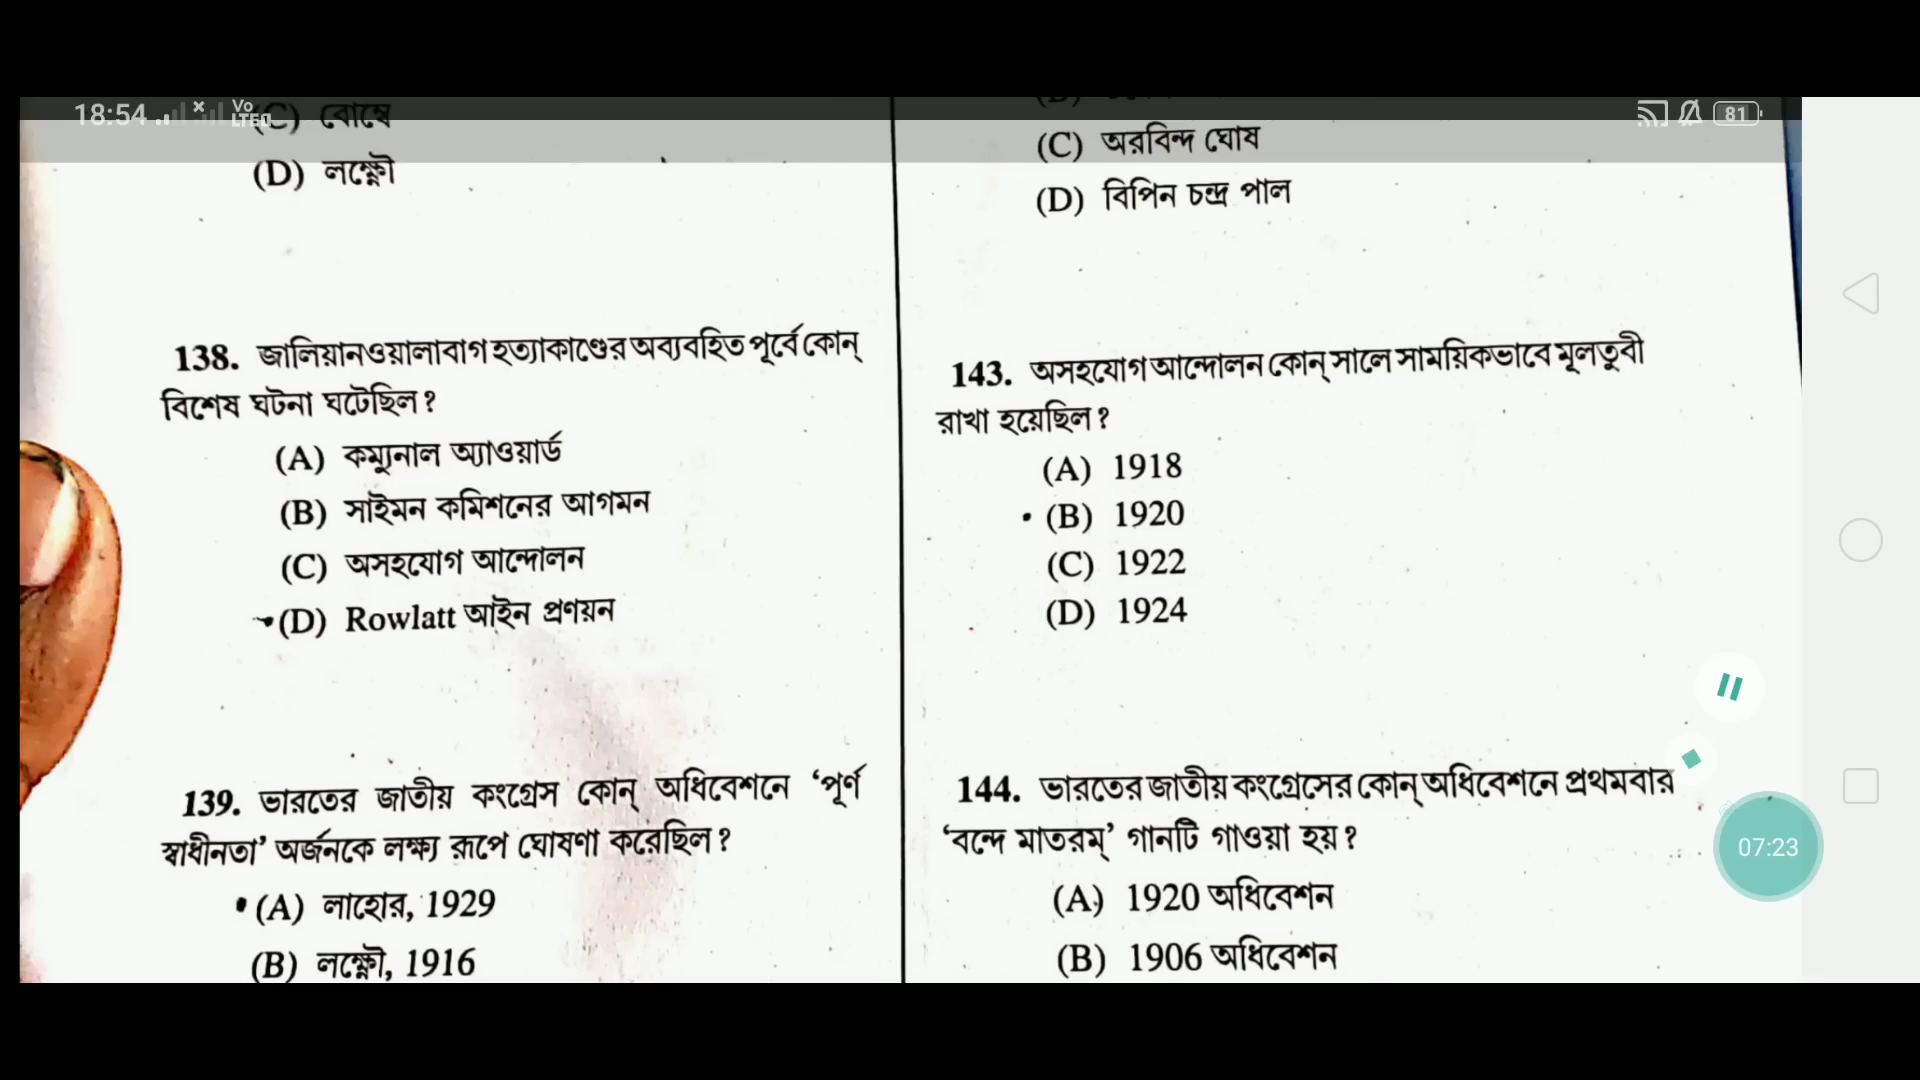 18:54
Vo
LTE
81
(C) বোম্বে
(D) লক্ষ্ণৌ
138. জালিয়ানওয়ালাবাগ হত্যাকাণ্ডের অব্যবহিত পূর্বে কোন্
বিশেষ ঘটনা ঘটেছিল ?
(A) কম্যুনাল অ্যাওয়ার্ড
(B) সাইমন কমিশনের আগমন
(C) অসহযোগ আন্দোলন
(D) Rowlatt আইন প্রণয়ন
139. ভারতের জাতীয় কংগ্রেস কোন্ অধিবেশনে ‘পূর্ণ
স্বাধীনতা’ অর্জনকে লক্ষ্য রূপে ঘোষণা করেছিল ?
(A) লাহোর, 1929
(B) লক্ষ্ণৌ, 1916
(C) অরবিন্দ ঘোষ
(D) বিপিন চন্দ্র পাল
143. অসহযোগ আন্দোলন কোন্ সালে সাময়িকভাবে মূলতুবী
রাখা হয়েছিল ?
(A) 1918
(B) 1920
(C) 1922
(D) 1924
144. ভারতের জাতীয় কংগ্রেসের কোন্ অধিবেশনে প্রথমবার
‘বন্দে মাতরম্’ গানটি গাওয়া হয় ?
(A) 1920 অধিবেশন
(B) 1906 অধিবেশন
07:23